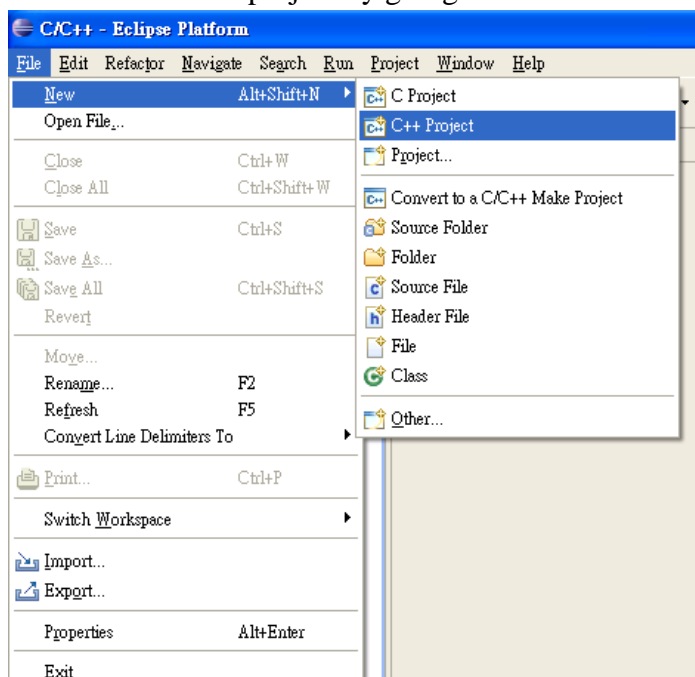 project by going
C/C++ - Eclipse Platform
File Edit Refactor Navigate Search Run Project Window Help
New Alt+Shift+N
Open File...
Close Ctrl+W
Close All Ctrl+Shift+W
Save Ctrl+S
Save As...
Save All Ctrl+Shift+S
Revert
Move...
Rename... F2
Refresh F5
Convert Line Delimiters To
Print... Ctrl+P
Switch Workspace
Import...
Export...
Properties Alt+Enter
Exit
C Project
C++ Project
Project...
Convert to a C/C++ Make Project
Source Folder
Folder
Source File
Header File
File
Class
Other...